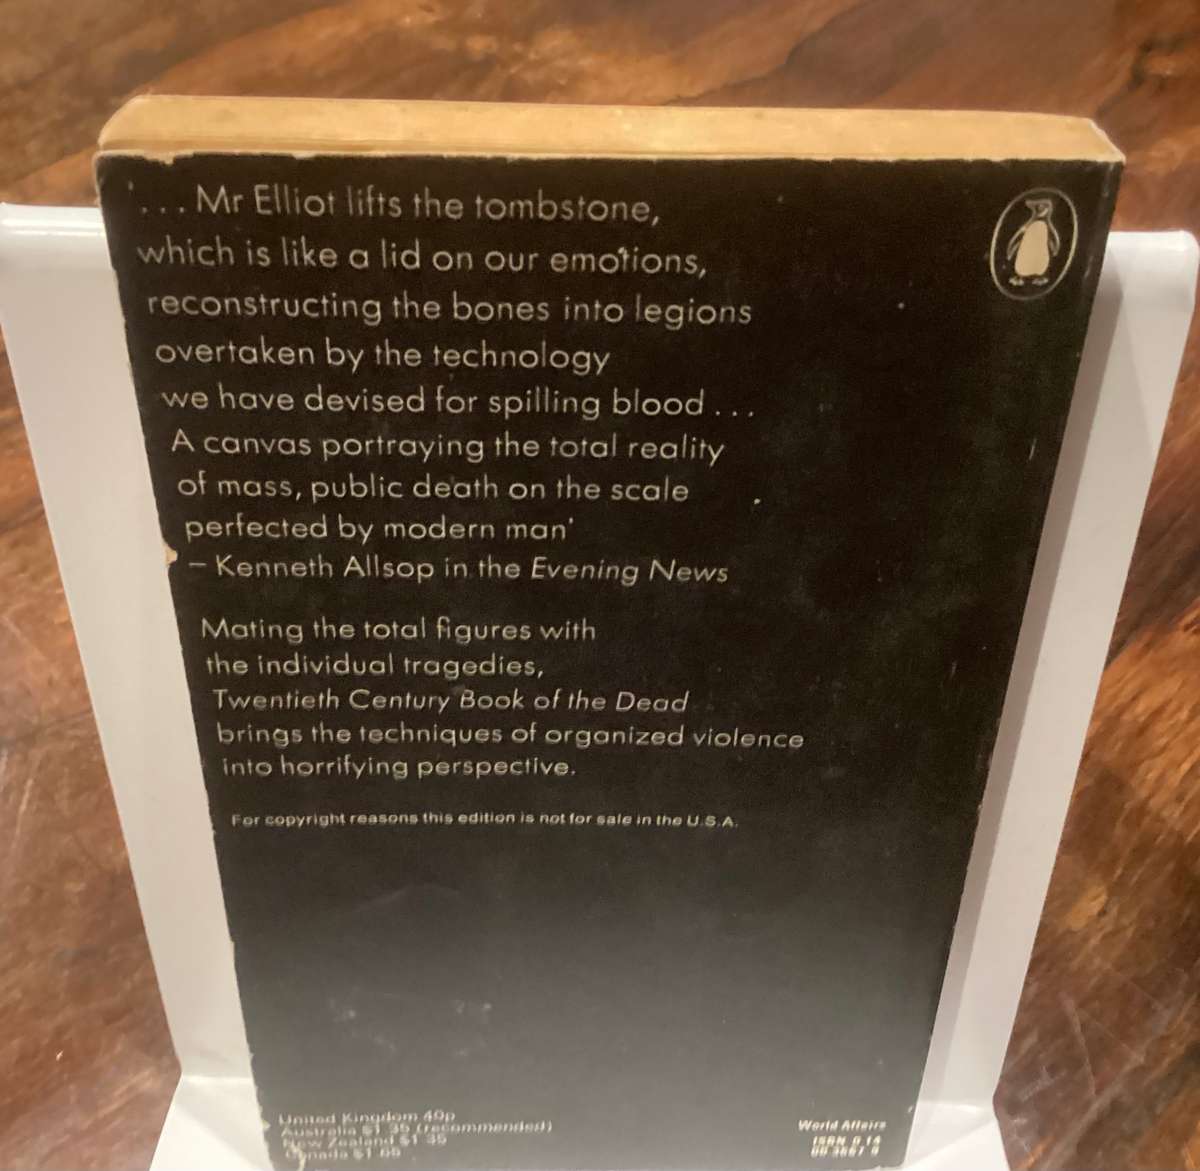 '... Mr Elliot lifts the tombstone,
which is like a lid on our emotions,
reconstructing the bones into legions
overtaken by the technology
we have devised for spilling blood ...
A canvas portraying the total reality
of mass, public death on the scale
perfected by modern man'
– Kenneth Allsop in the Evening News
Mating the total figures with
the individual tragedies,
Twentieth Century Book of the Dead
brings the techniques of organized violence
into horrifying perspective.
For copyright reasons this edition is not for sale in the U.S.A.
United Kingdom 40p
Australia $1.35 (recommended)
New Zealand $1.35
Canada
World Affairs
ISBN 0 14